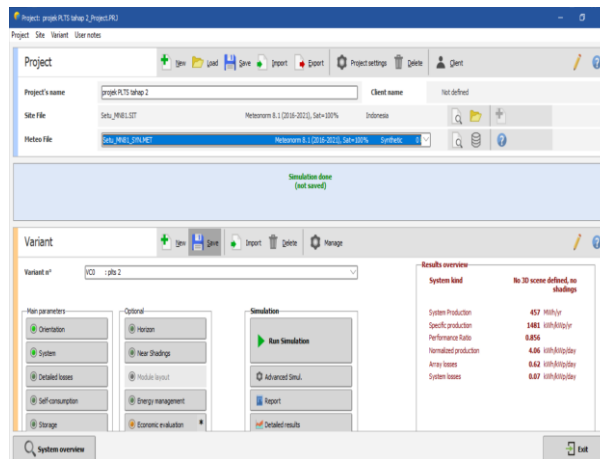 Project: projek PLTS tahap 2_Project.PRJ
Project Site Variant User notes
Project New Load Save Import Export Project settings Delete Client
Project's name projek PLTS tahap 2 Client name Not defined
Site File Setu_MN81.SIT Meteonorm 8.1 (2016-2021), Sat=100% Indonesia
Meteo File Setu_MN81_SYN.MET Meteonorm 8.1 (2016-2021), Sat=100% Synthetic 0
Simulation done
(not saved)
Variant New Save Import Delete Manage
Variant n° VC0 : plts 2
Results overview
System kind No 3D scene defined, no
shadings
System Production 457 MWh/yr
Specific production 1481 kWh/kWp/yr
Performance Ratio 0.856
Normalized production 4.06 kWh/kWp/day
Array losses 0.62 kWh/kWp/day
System losses 0.07 kWh/kWp/day
Main parameters Optional Simulation
Orientation Horizon Run Simulation
System Near Shadings
Detailed losses Module layout Advanced Simul.
Self-consumption Energy management Report
Storage Economic evaluation * Detailed results
System overview Exit